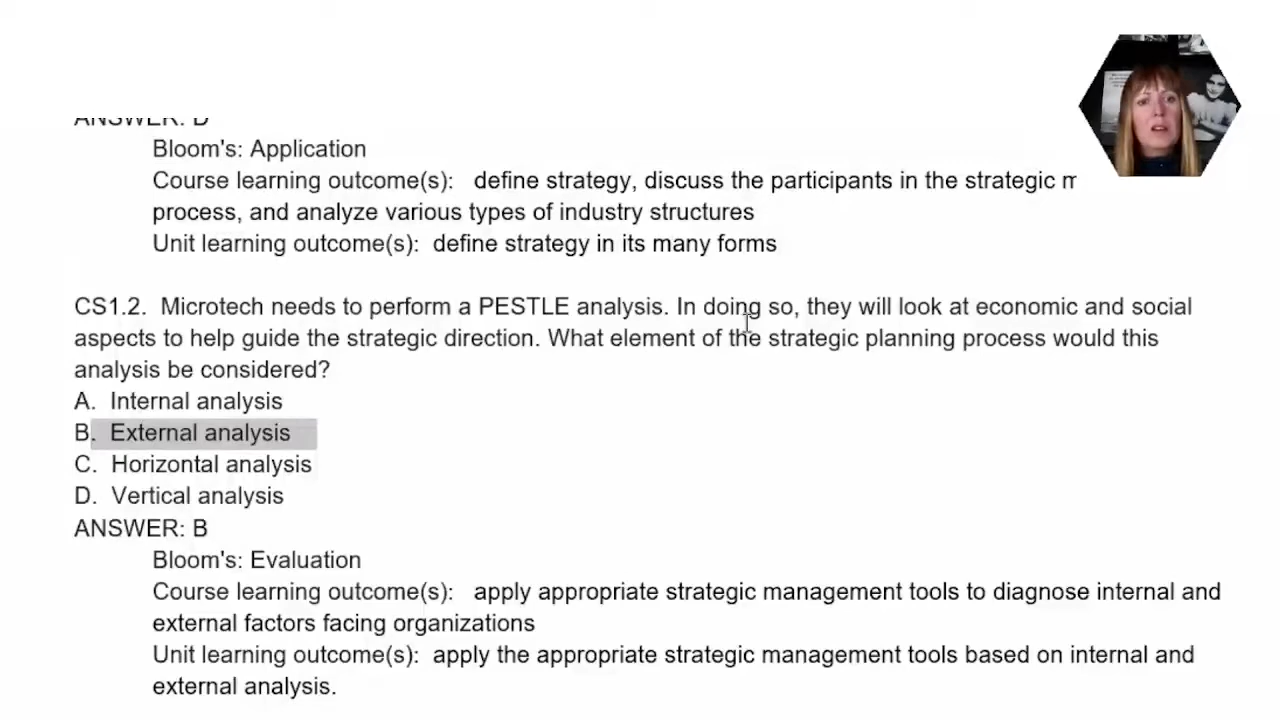 ANSWER: D
Bloom's: Application
Course learning outcome(s): define strategy, discuss the participants in the strategic
process, and analyze various types of industry structures
Unit learning outcome(s): define strategy in its many forms
CS1.2. Microtech needs to perform a PESTLE analysis. In doing so, they will look at economic and social
aspects to help guide the strategic direction. What element of the strategic planning process would this
analysis be considered?
A. Internal analysis
B. External analysis
C. Horizontal analysis
D. Vertical analysis
ANSWER: B
Bloom's: Evaluation
Course learning outcome(s): apply appropriate strategic management tools to diagnose internal and
external factors facing organizations
Unit learning outcome(s): apply the appropriate strategic management tools based on internal and
external analysis.